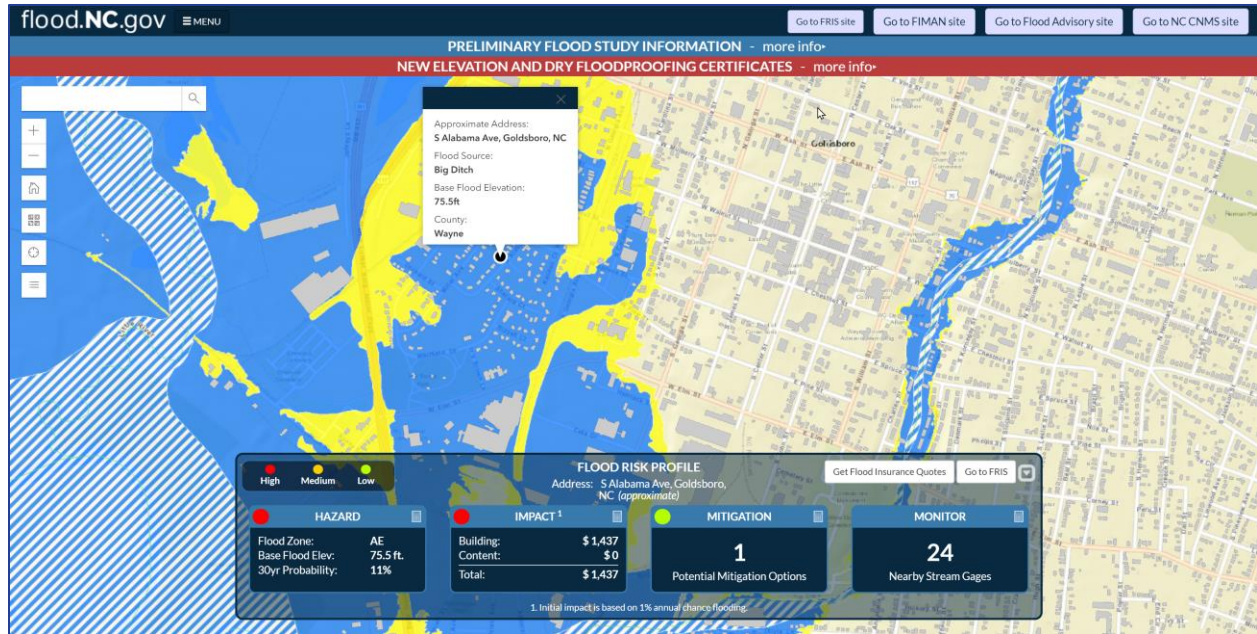 flood.NC.gov
MENU
Go to FRIS site
Go to FIMAN site
Go to Flood Advisory site
Go to NC CNMS site
PRELIMINARY FLOOD STUDY INFORMATION - more info
NEW ELEVATION AND DRY FLOODPROOFING CERTIFICATES - more info
Approximate Address:
S Alabama Ave, Goldsboro, NC
Flood Source:
Big Ditch
Base Flood Elevation:
75.5ft
County:
Wayne
Goldsboro
High
Medium
Low
FLOOD RISK PROFILE
Address: S Alabama Ave, Goldsboro,
NC (approximate)
Get Flood Insurance Quotes
Go to FRIS
HAZARD
Flood Zone: AE
Base Flood Elev: 75.5 ft.
30yr Probability: 11%
IMPACT 1
Building: $ 1,437
Content: $ 0
Total: $ 1,437
MITIGATION
1
Potential Mitigation Options
MONITOR
24
Nearby Stream Gages
1. Initial impact is based on 1% annual chance flooding.